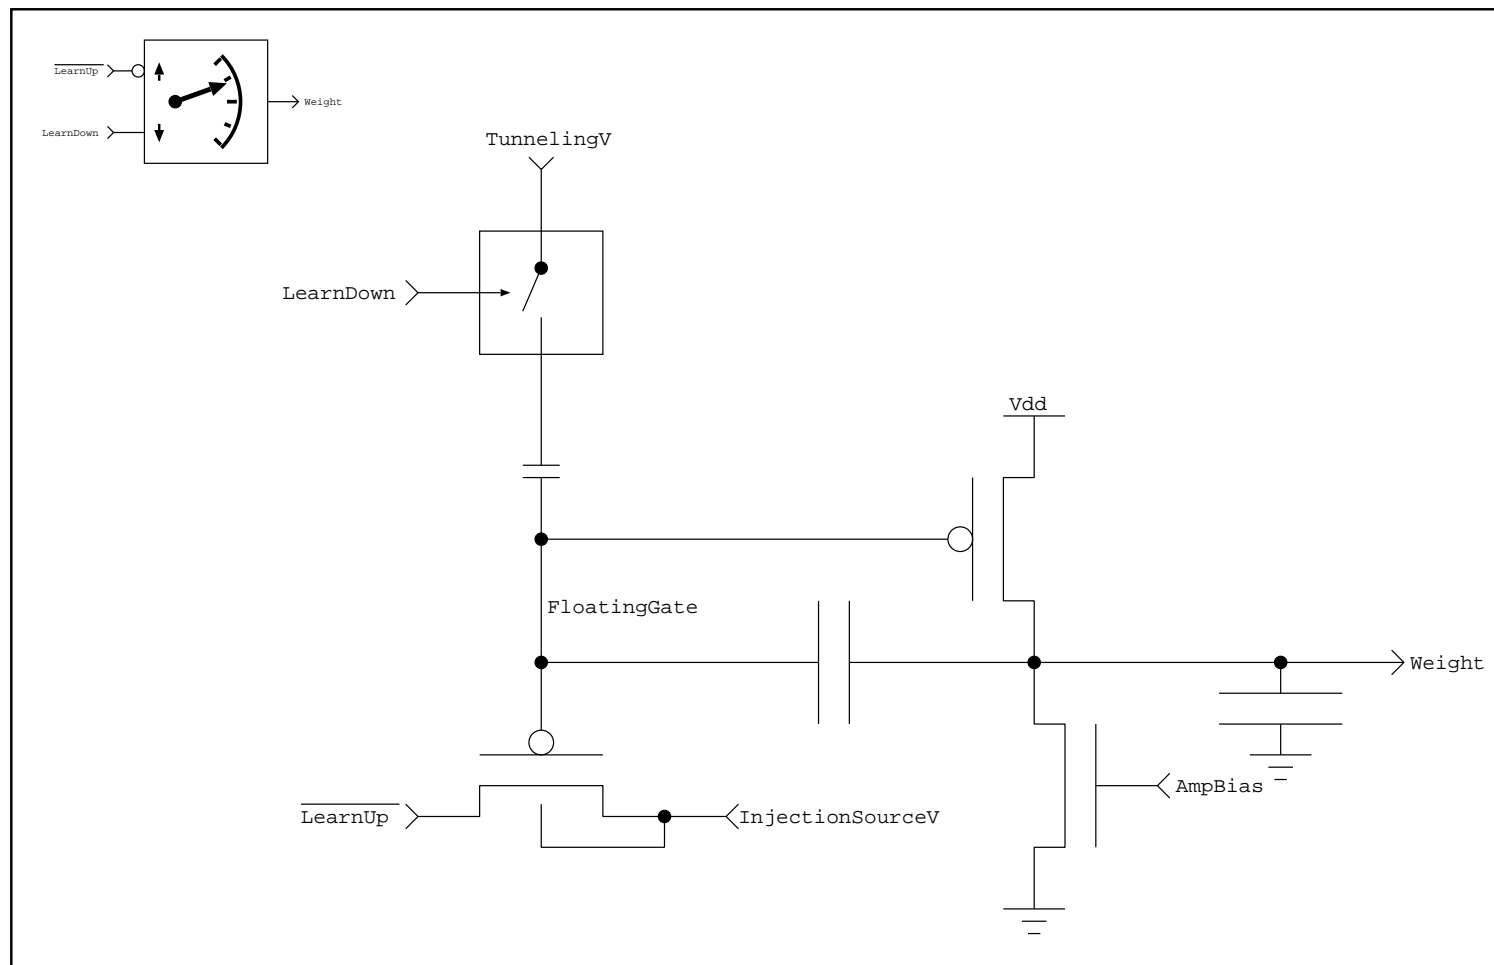 LearnUp
Weight
LearnDown
TunnelingV
LearnDown
Vdd
FloatingGate
Weight
AmpBias
LearnUp
InjectionSourceV